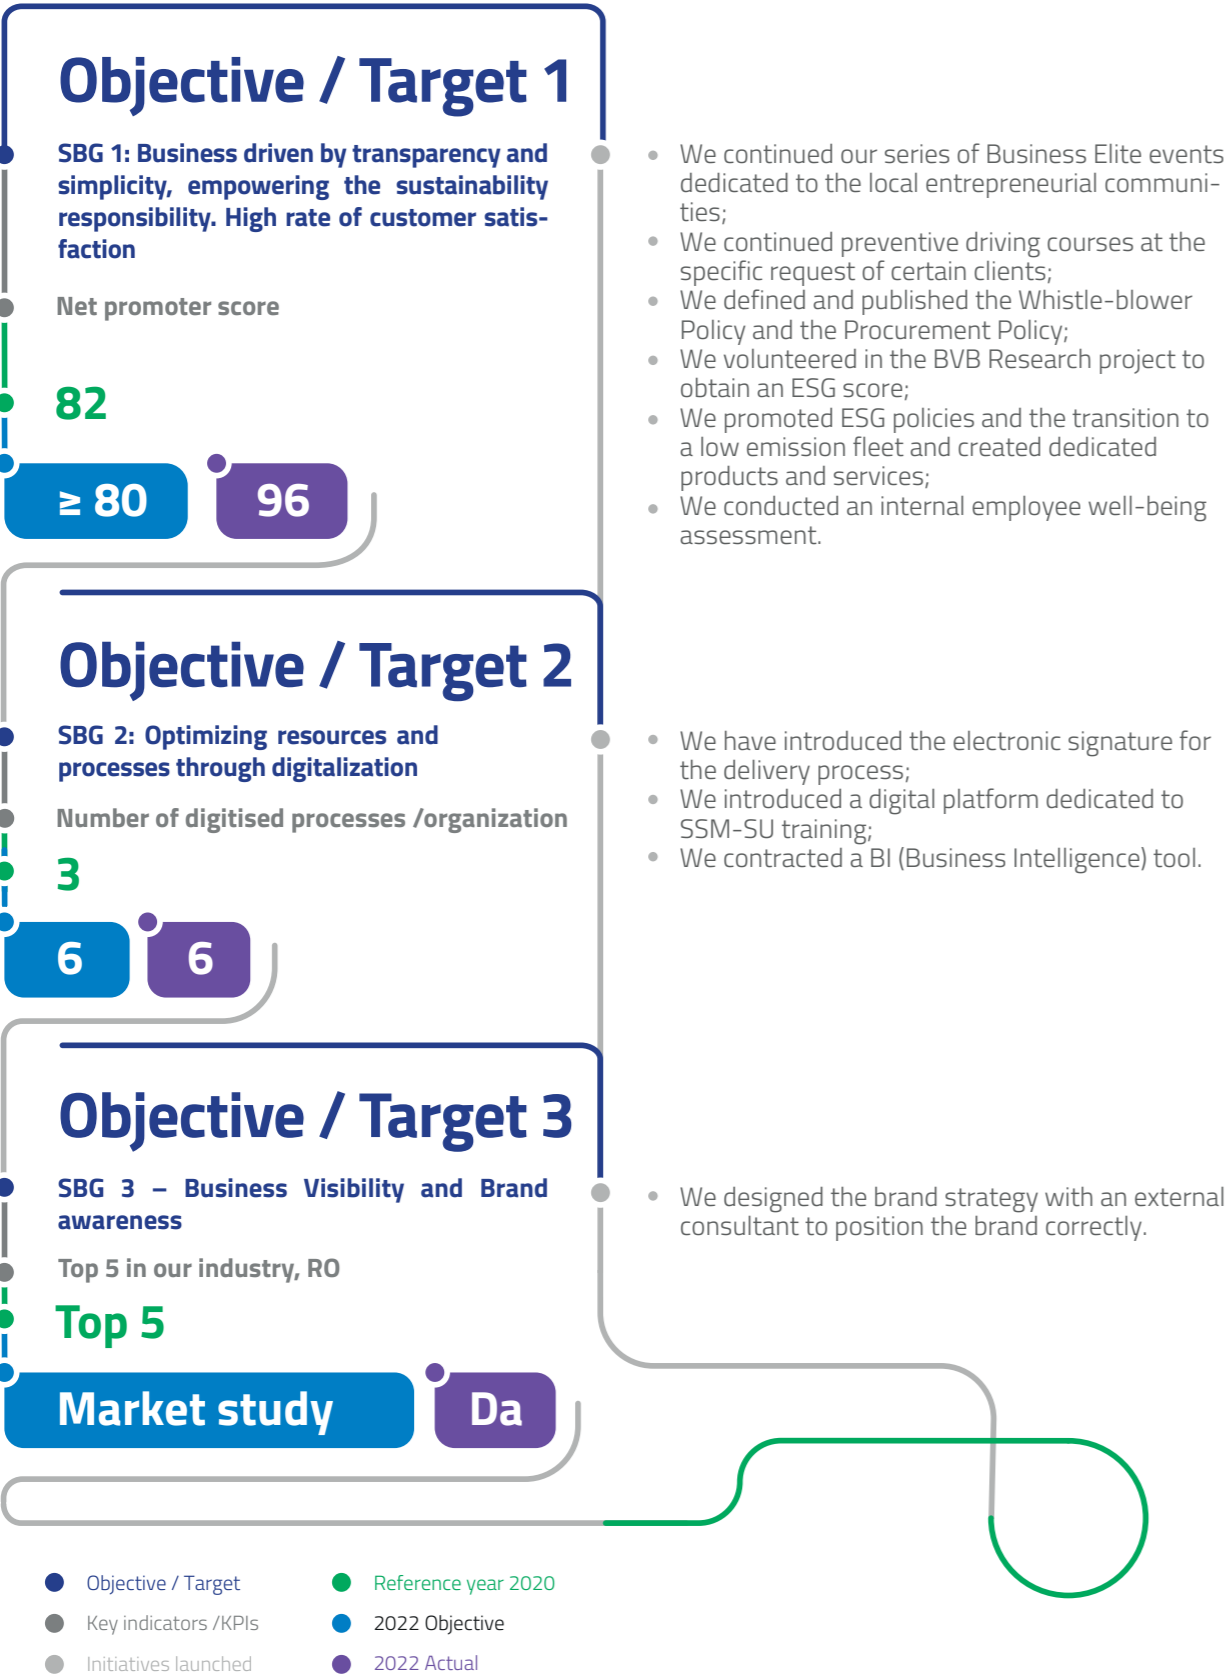 Objective / Target 1
SBG 1: Business driven by transparency and
simplicity, empowering the sustainability
responsibility. High rate of customer satis-
faction
Net promoter score
82
≥ 80
96
We continued our series of Business Elite events
dedicated to the local entrepreneurial communi-
ties;
We continued preventive driving courses at the
specific request of certain clients;
We defined and published the Whistle-blower
Policy and the Procurement Policy;
We volunteered in the BVB Research project to
obtain an ESG score;
We promoted ESG policies and the transition to
a low emission fleet and created dedicated
products and services;
We conducted an internal employee well-being
assessment.
Objective / Target 2
SBG 2: Optimizing resources and
processes through digitalization
Number of digitised processes /organization
3
6
6
We have introduced the electronic signature for
the delivery process;
We introduced a digital platform dedicated to
SSM-SU training;
We contracted a BI (Business Intelligence) tool.
Objective / Target 3
SBG 3 – Business Visibility and Brand
awareness
Top 5 in our industry, RO
Top 5
Market study
Da
We designed the brand strategy with an external
consultant to position the brand correctly.
Objective / Target
Key indicators /KPIs
Initiatives launched
Reference year 2020
2022 Objective
2022 Actual